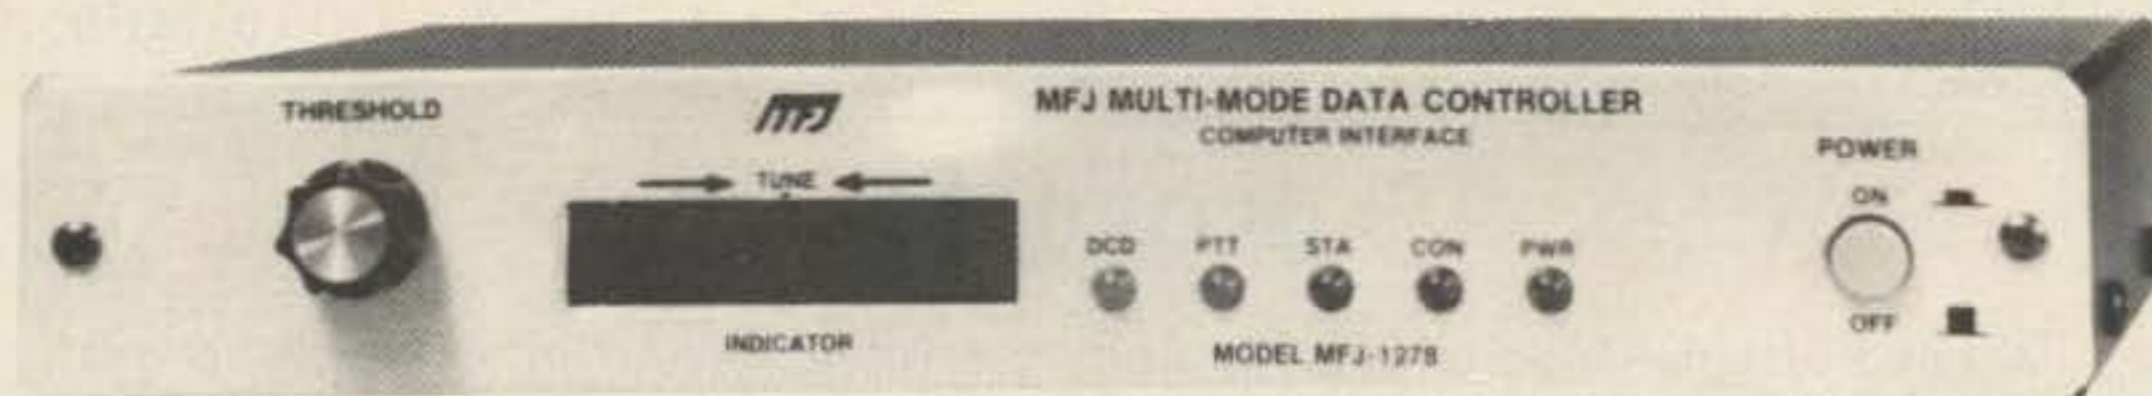 THRESHOLD
MFJ
TUNE
INDICATOR
MFJ MULTI-MODE DATA CONTROLLER
COMPUTER INTERFACE
DCD PTT STA CON PWR
MODEL MFJ-1278
POWER
ON
OFF